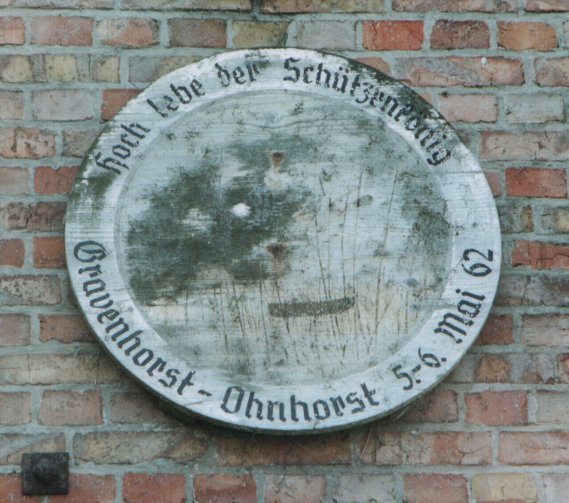 Hoch lebe der Schützenkönig
Gravenhorst-Ohnhorst 5.-6. Mai 62